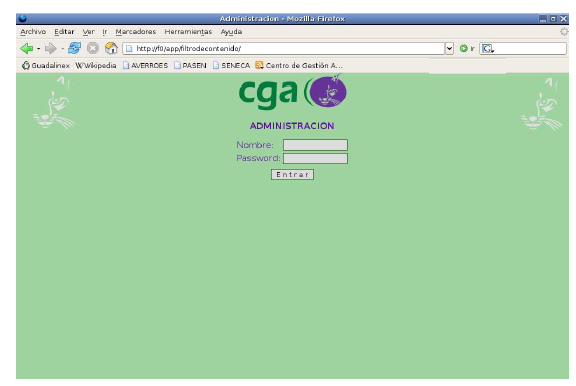 Administracion - Mozilla Firefox
Archivo Editar Ver Ir Marcadores Herramientas Ayuda
http://f0/app/filtrodecontenido/ Ir
Guadalinex Wikipedia AVERROES PASEN SENECA Centro de Gestión A...
cga
ADMINISTRACION
Nombre:
Password:
Entrar